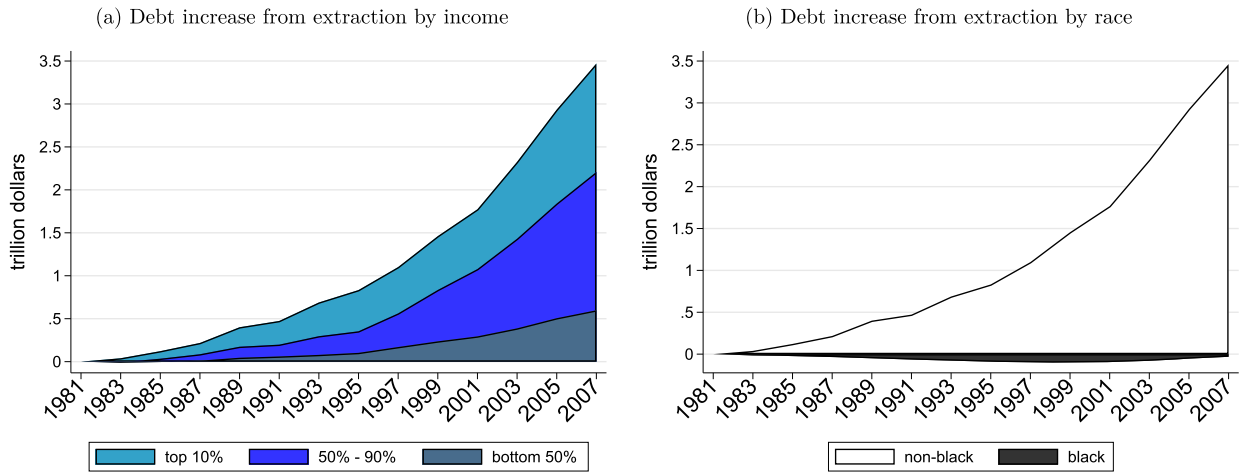 (a) Debt increase from extraction by income
trillion dollars
3.5
3
2.5
2
1.5
1
.5
0
1981 1983 1985 1987 1989 1991 1993 1995 1997 1999 2001 2003 2005 2007
top 10% 50% - 90% bottom 50%
(b) Debt increase from extraction by race
trillion dollars
3.5
3
2.5
2
1.5
1
.5
0
1981 1983 1985 1987 1989 1991 1993 1995 1997 1999 2001 2003 2005 2007
non-black black